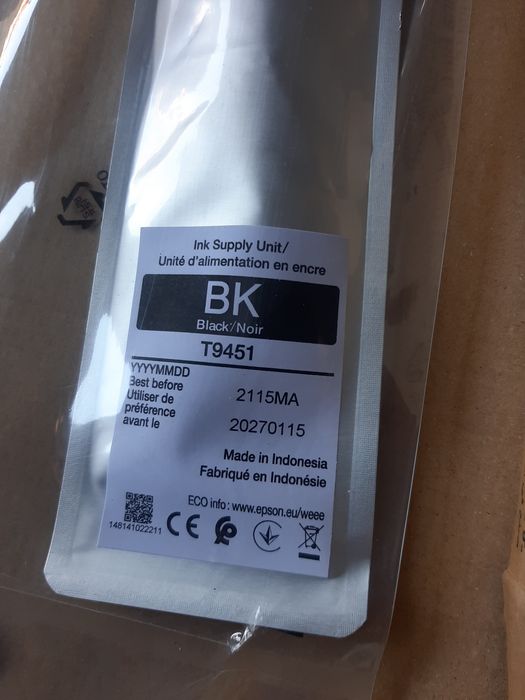 Ink Supply Unit/
Unité d'alimentation en encre
BK
Black/Noir
T9451
YYYYMMDD
Best before
Utiliser de
préférence
avant le
2115MA
20270115
Made in Indonesia
Fabriqué en Indonésie
ECO info : www.epson.eu/weee
148141022211
CE